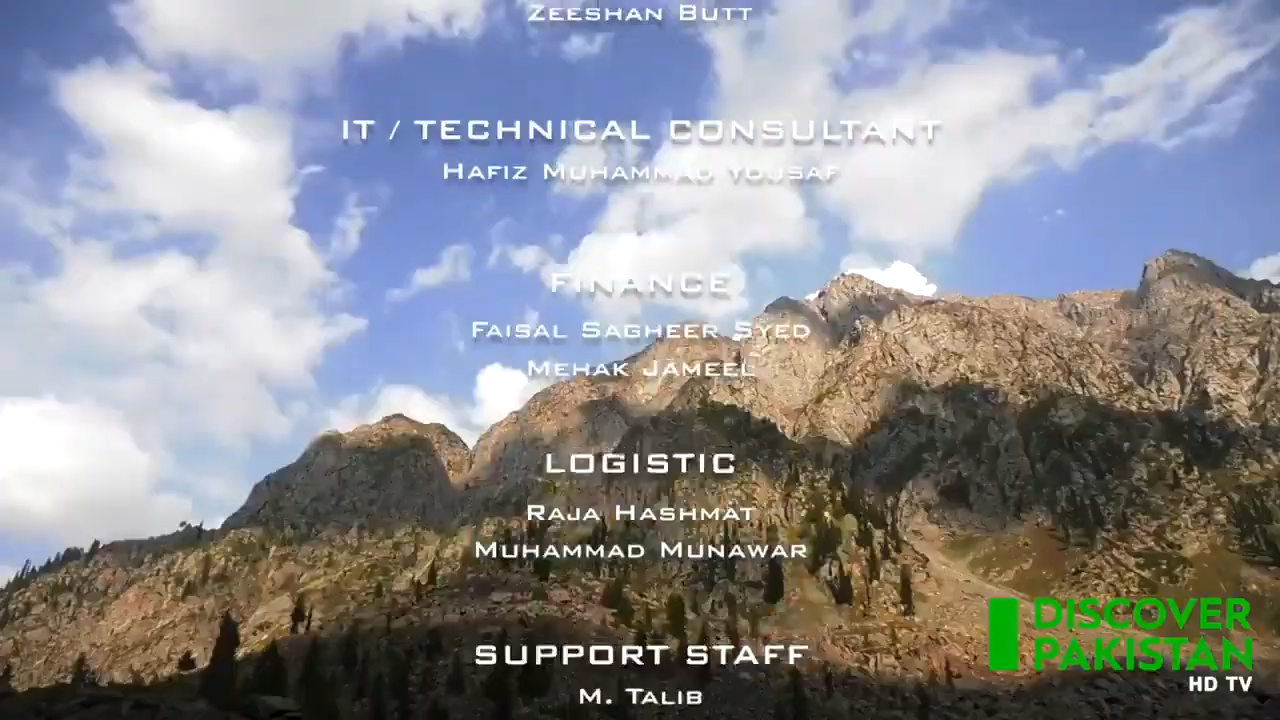 Zeeshan Butt
IT / TECHNICAL CONSULTANT
Hafiz Muhammad Yousaf
FINANCE
Faisal Sagheer Syed
Mehak Jameel
LOGISTIC
Raja Hashmat
Muhammad Munawar
SUPPORT STAFF
M. Talib
DISCOVER
PAKISTAN
HD TV